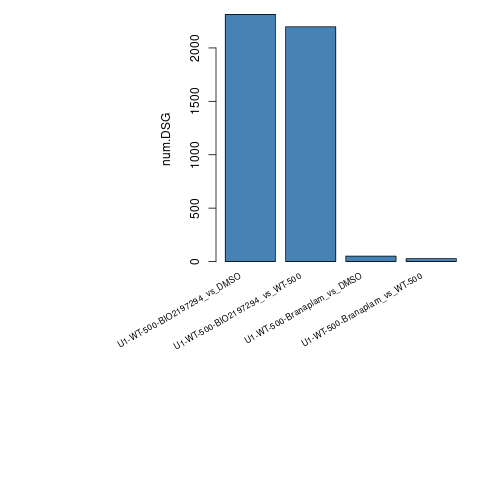 num.DSG
2000
1500
1000
500
0
U1-WT-500-BIO2197294_vs_DMSO
U1-WT-500-BIO2197294_vs_WT-500
U1-WT-500-Branaplam_vs_DMSO
U1-WT-500-Branaplam_vs_WT-500